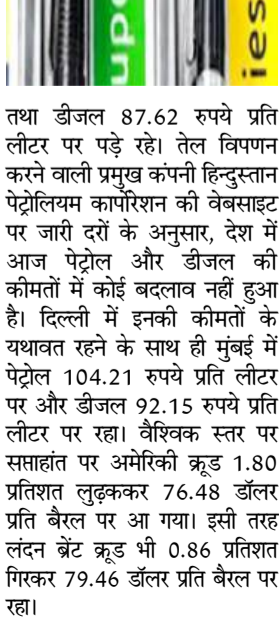 तथा डीजल 87.62 रुपये प्रति
लीटर पर पड़े रहे। तेल विपणन
करने वाली प्रमुख कंपनी हिन्दुस्तान
पेट्रोलियम कार्पोरेशन की वेबसाइट
पर जारी दरों के अनुसार, देश में
आज पेट्रोल और डीजल की
कीमतों में कोई बदलाव नहीं हुआ
है। दिल्ली में इनकी कीमतों के
यथावत रहने के साथ ही मुंबई में
पेट्रोल 104.21 रुपये प्रति लीटर
पर और डीजल 92.15 रुपये प्रति
लीटर पर रहा। वैश्विक स्तर पर
सप्ताहांत पर अमेरिकी क्रूड 1.80
प्रतिशत लुढ़ककर 76.48 डॉलर
प्रति बैरल पर आ गया। इसी तरह
लंदन ब्रेंट क्रूड भी 0.86 प्रतिशत
गिरकर 79.46 डॉलर प्रति बैरल पर
रहा।